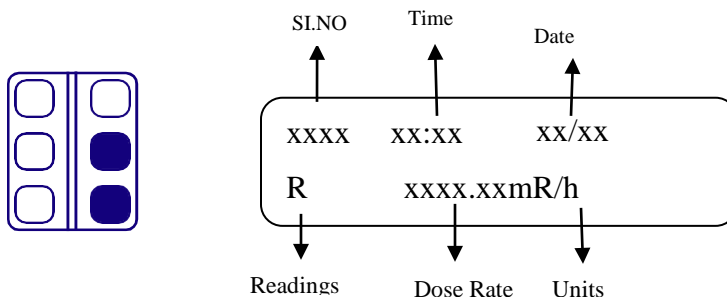 SI.NO Time Date
xxxx xx:xx xx/xx
R xxxx.xxmR/h
Readings Dose Rate Units